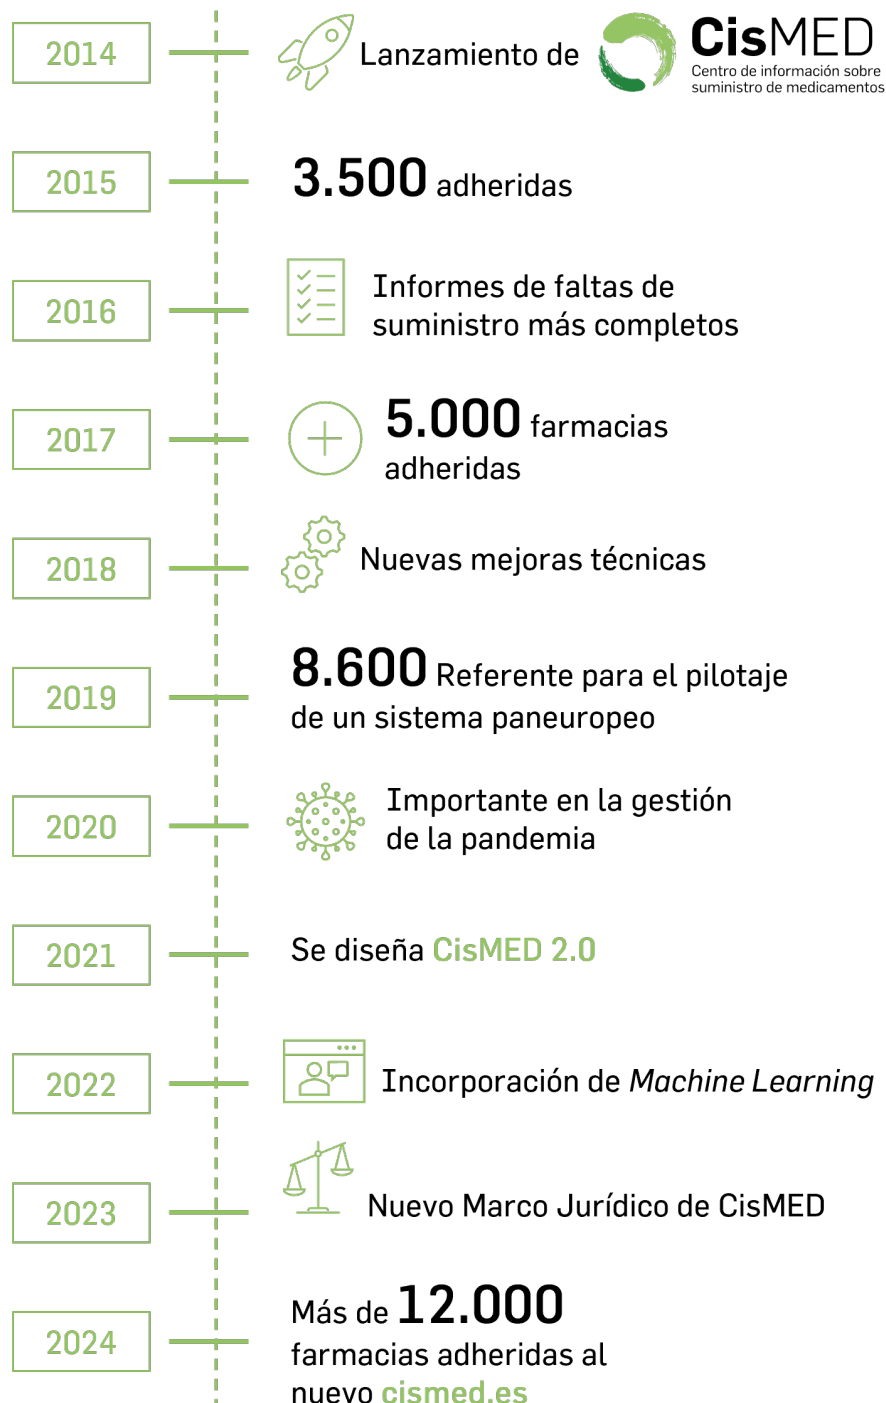 2014
Lanzamiento de
CisMED
Centro de información sobre
suministro de medicamentos
2015
3.500 adheridas
2016
Informes de faltas de
suministro más completos
2017
5.000 farmacias
adheridas
2018
Nuevas mejoras técnicas
2019
8.600 Referente para el pilotaje
de un sistema paneuropeo
2020
Importante en la gestión
de la pandemia
2021
Se diseña CisMED 2.0
2022
Incorporación de Machine Learning
2023
Nuevo Marco Jurídico de CisMED
2024
Más de 12.000
farmacias adheridas al
nuevo cismed.es